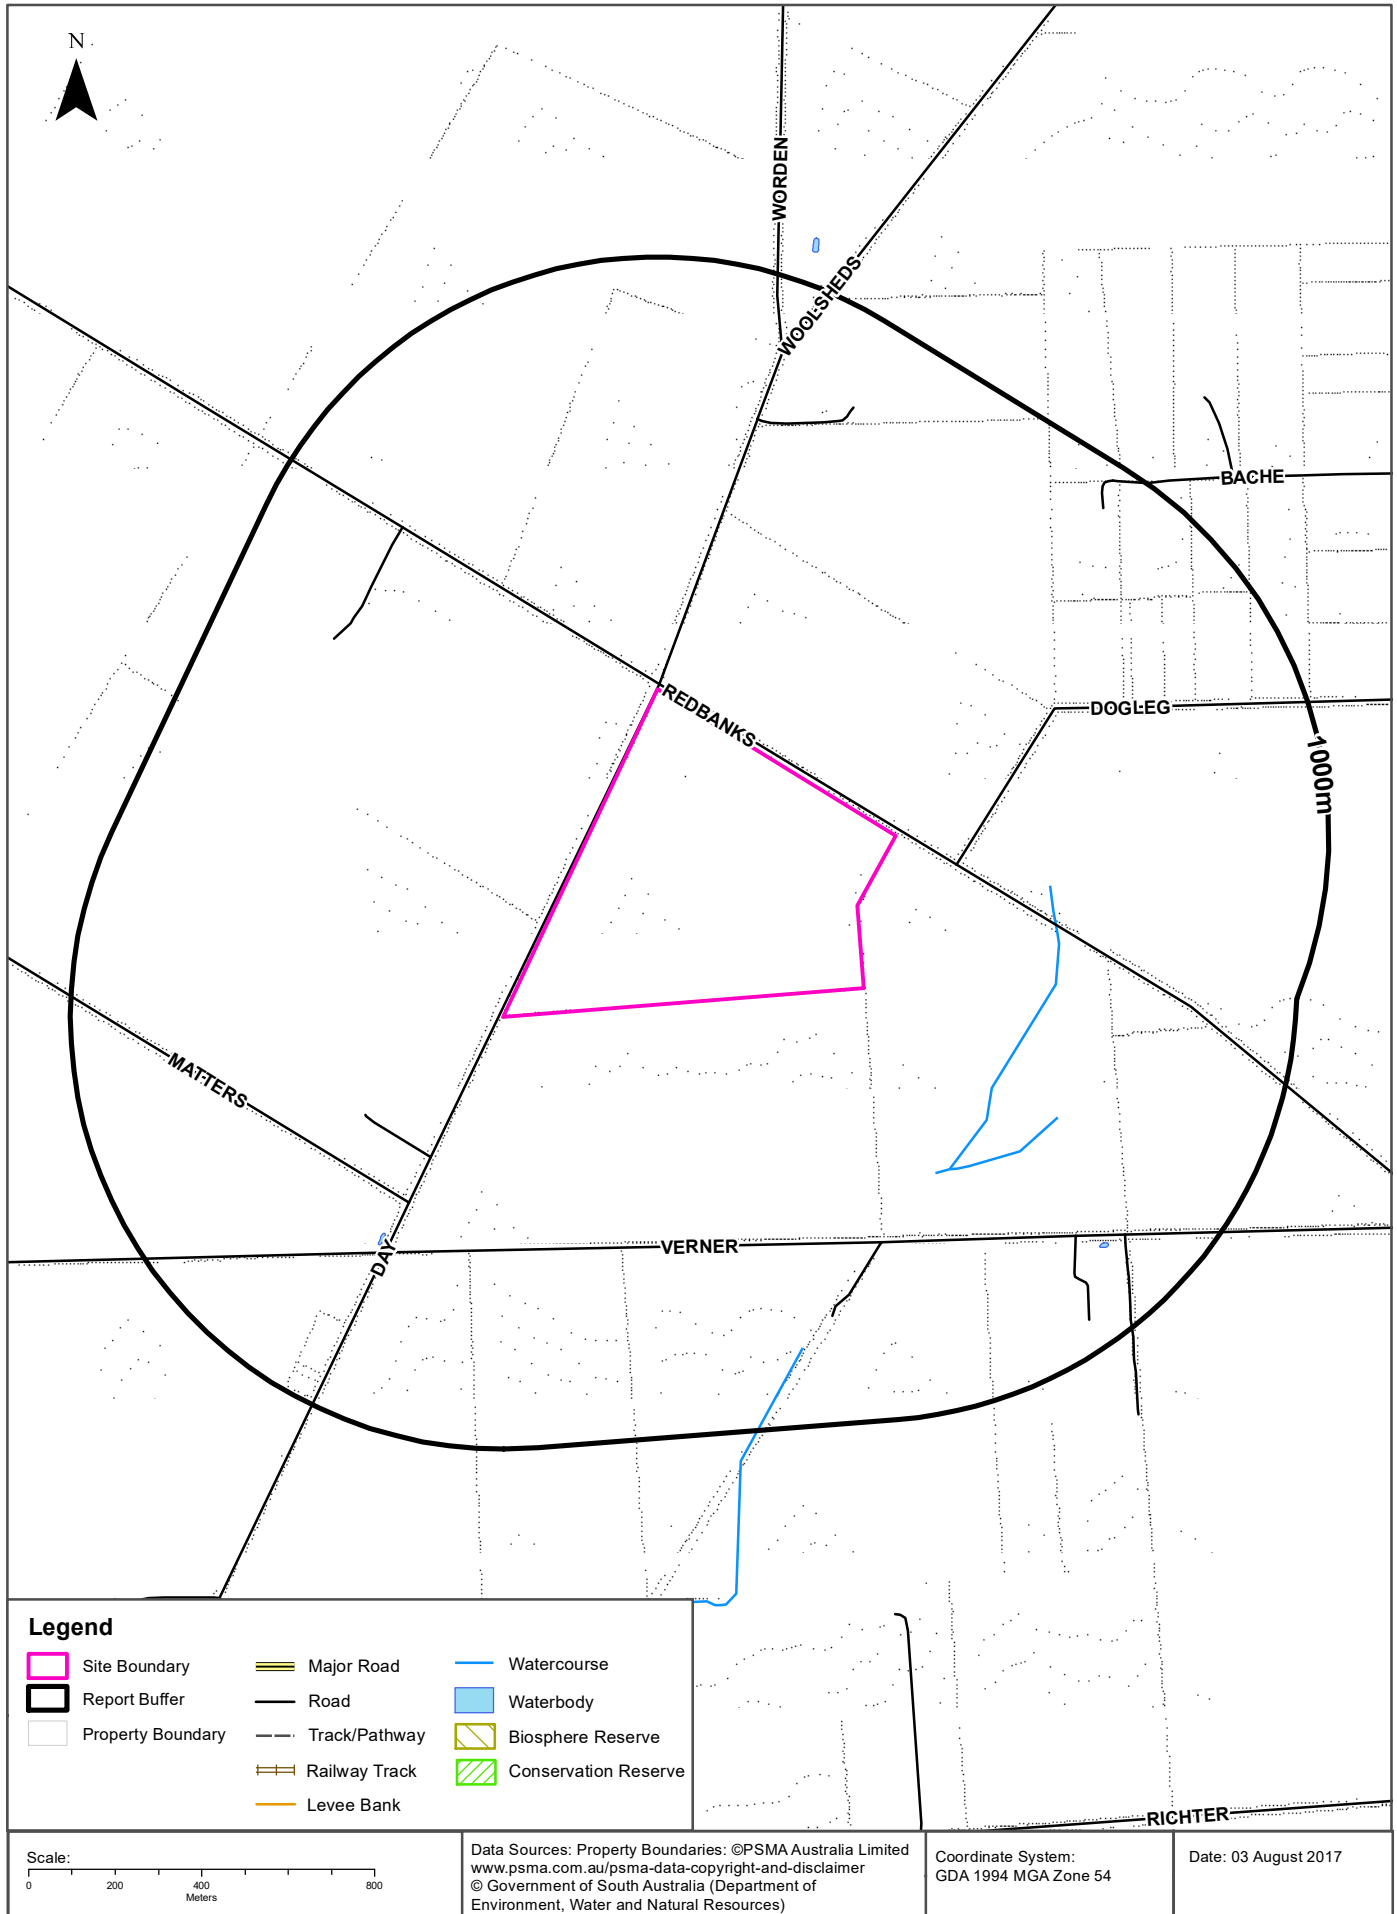 N
WORDEN
WOOLSHEDS
BACHE
REDBANKS
DOGLEG
1000m
MATTERS
DAY
VERNER
Legend
Site Boundary
Report Buffer
Property Boundary
Major Road
Road
Track/Pathway
Railway Track
Levee Bank
Watercourse
Waterbody
Biosphere Reserve
Conservation Reserve
RICHTER
Scale:
0 200 400 800
Meters
Data Sources: Property Boundaries: ©PSMA Australia Limited
www.psma.com.au/psma-data-copyright-and-disclaimer
© Government of South Australia (Department of
Environment, Water and Natural Resources)
Coordinate System:
GDA 1994 MGA Zone 54
Date: 03 August 2017